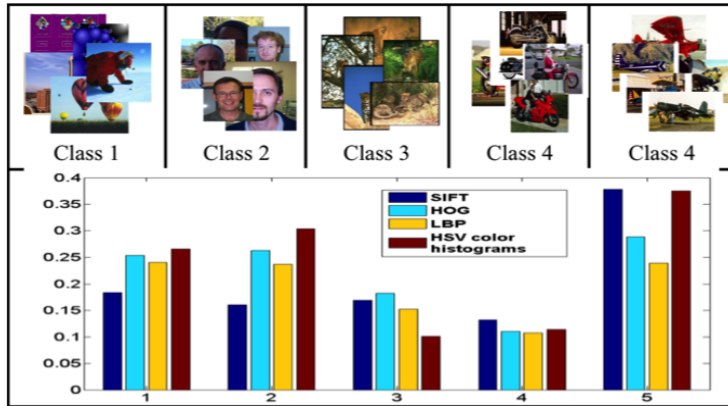 Class 1 Class 2 Class 3 Class 4 Class 4
0.4
0.35
0.3
0.25
0.2
0.15
0.1
0.05
0
SIFT
HOG
LBP
HSV color
histograms
1 2 3 4 5